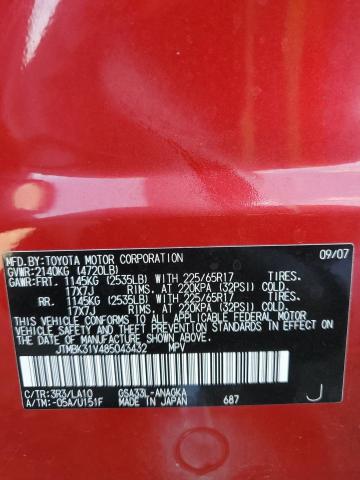 MFD.BY:TOYOTA MOTOR CORPORATION 09/07
GVWR:2140KG (4720LB)
GAWR:FRT. 1145KG (2535LB) WITH 225/65R17 TIRES.
17X7J RIMS.AT 220KPA (32PSI) COLD.
RR. 1145KG (2535LB) WITH 225/65R17 TIRES.
17X7J RIMS.AT 220KPA (32PSI) COLD.
THIS VEHICLE CONFORMS TO ALL APPLICABLE FEDERAL
MOTOR VEHICLE SAFETY STANDARDS IN EFFECT ON
THE DATE OF MANUFACTURE SHOWN ABOVE.
JTMBK31V485043432 MPV
C/TR:3R3/LA10 GSA33L-ANAGKA
A/TM:-05A/U151F MADE IN JAPAN 687 J